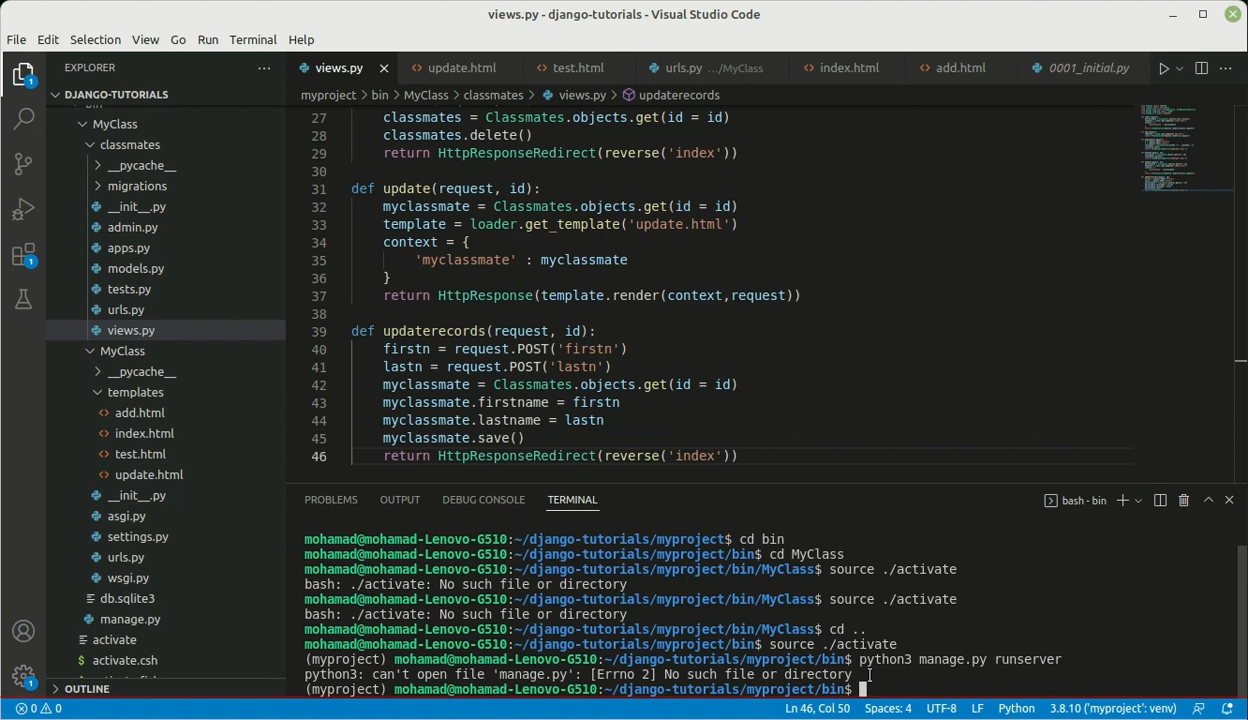 views.py - django-tutorials - Visual Studio Code
File Edit Selection View Go Run Terminal Help
EXPLORER
views.py
update.html
test.html
urls.py .../MyClass
index.html
add.html
0001_initial.py
DJANGO-TUTORIALS
myproject > bin > MyClass > classmates > views.py > updaterecords
MyClass
classmates
__pycache__
migrations
__init__.py
admin.py
apps.py
models.py
tests.py
urls.py
views.py
MyClass
__pycache__
templates
add.html
index.html
test.html
update.html
__init__.py
asgi.py
settings.py
urls.py
wsgi.py
db.sqlite3
manage.py
activate
activate.csh
OUTLINE
27 classmates = Classmates.objects.get(id = id)
28 classmates.delete()
29 return HttpResponseRedirect(reverse('index'))
30
31 def update(request, id):
32 myclassmate = Classmates.objects.get(id = id)
33 template = loader.get_template('update.html')
34 context = {
35 'myclassmate' : myclassmate
36 }
37 return HttpResponse(template.render(context,request))
38
39 def updaterecords(request, id):
40 firstn = request.POST('firstn')
41 lastn = request.POST('lastn')
42 myclassmate = Classmates.objects.get(id = id)
43 myclassmate.firstname = firstn
44 myclassmate.lastname = lastn
45 myclassmate.save()
46 return HttpResponseRedirect(reverse('index'))
PROBLEMS OUTPUT DEBUG CONSOLE TERMINAL
bash - bin
mohamad@mohamad-Lenovo-G510:~/django-tutorials/myproject$ cd bin
mohamad@mohamad-Lenovo-G510:~/django-tutorials/myproject/bin$ cd MyClass
mohamad@mohamad-Lenovo-G510:~/django-tutorials/myproject/bin/MyClass$ source ./activate
bash: ./activate: No such file or directory
mohamad@mohamad-Lenovo-G510:~/django-tutorials/myproject/bin/MyClass$ source ./activate
bash: ./activate: No such file or directory
mohamad@mohamad-Lenovo-G510:~/django-tutorials/myproject/bin/MyClass$ cd ..
mohamad@mohamad-Lenovo-G510:~/django-tutorials/myproject/bin$ source ./activate
(myproject) mohamad@mohamad-Lenovo-G510:~/django-tutorials/myproject/bin$ python3 manage.py runserver
python3: can't open file 'manage.py': [Errno 2] No such file or directory
(myproject) mohamad@mohamad-Lenovo-G510:~/django-tutorials/myproject/bin$
0 0 Ln 46, Col 50 Spaces: 4 UTF-8 LF Python 3.8.10 ('myproject': venv)